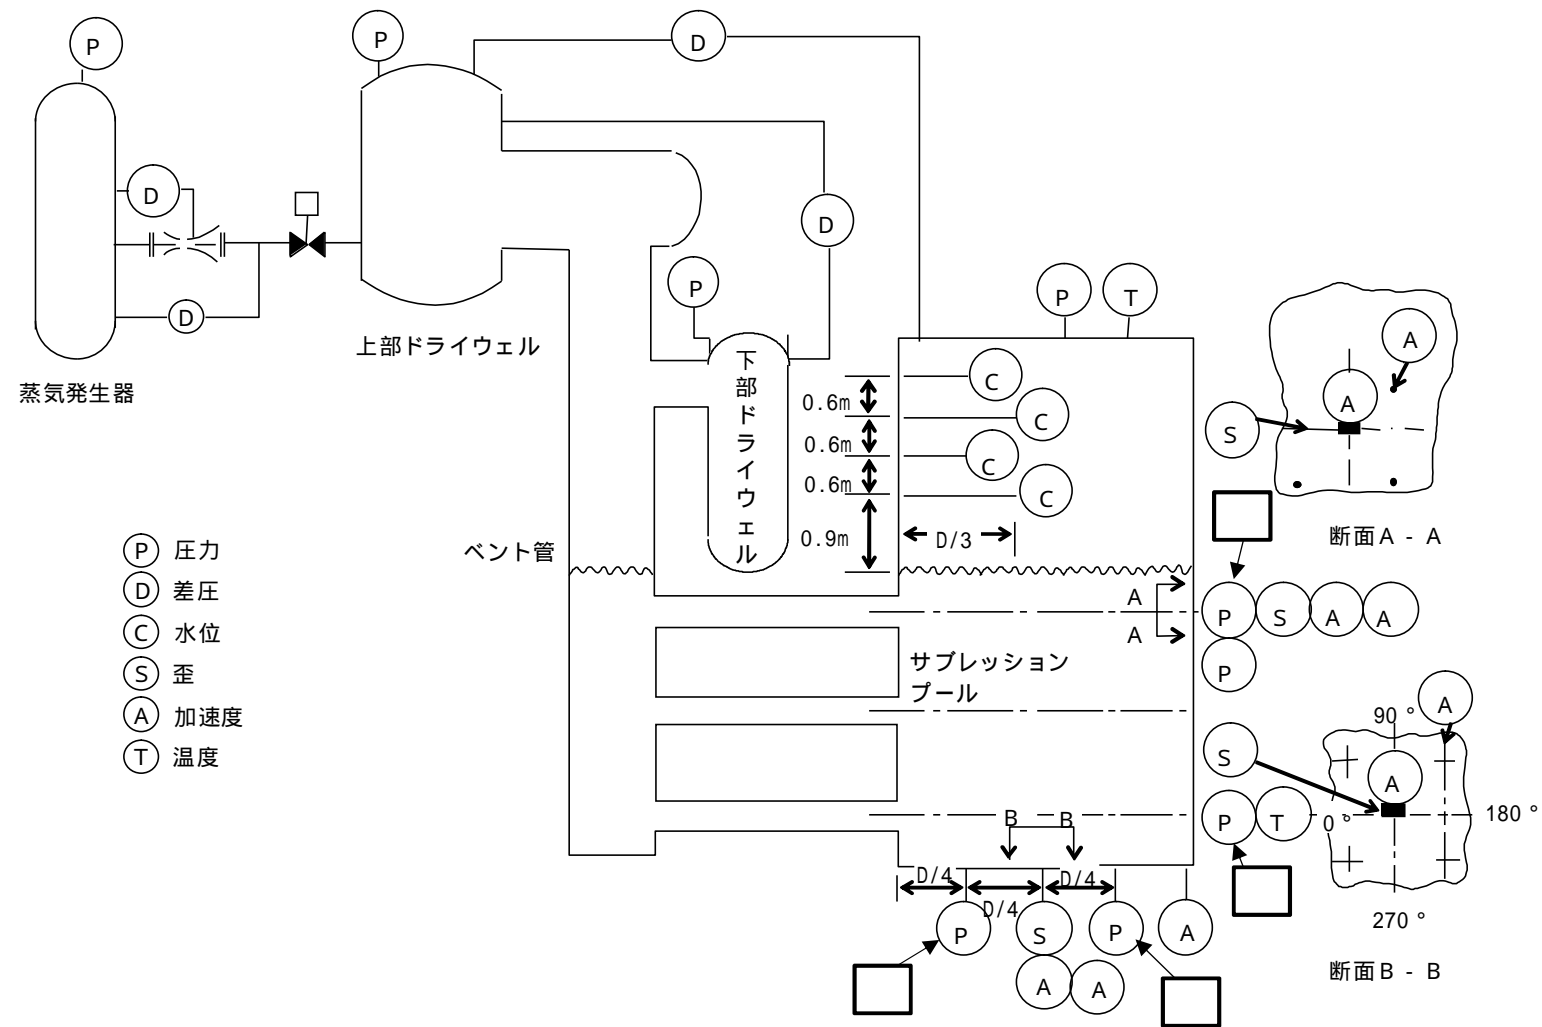 P
P
D
D
D
D
P
上部ドライウェル
蒸気発生器
下部ドライウェル
P
T
C
C
C
C
0.6m
0.6m
0.6m
0.9m
D/3
A
A
S
断面A - A
ベント管
P 圧力
D 差圧
C 水位
S 歪
A 加速度
T 温度
A
A
P
S
A
A
P
サプレッション
プール
90 °
A
S
A
P
T
0 °
180 °
270 °
断面B - B
B
B
D/4
D/4
D/4
P
S
P
A
A
A